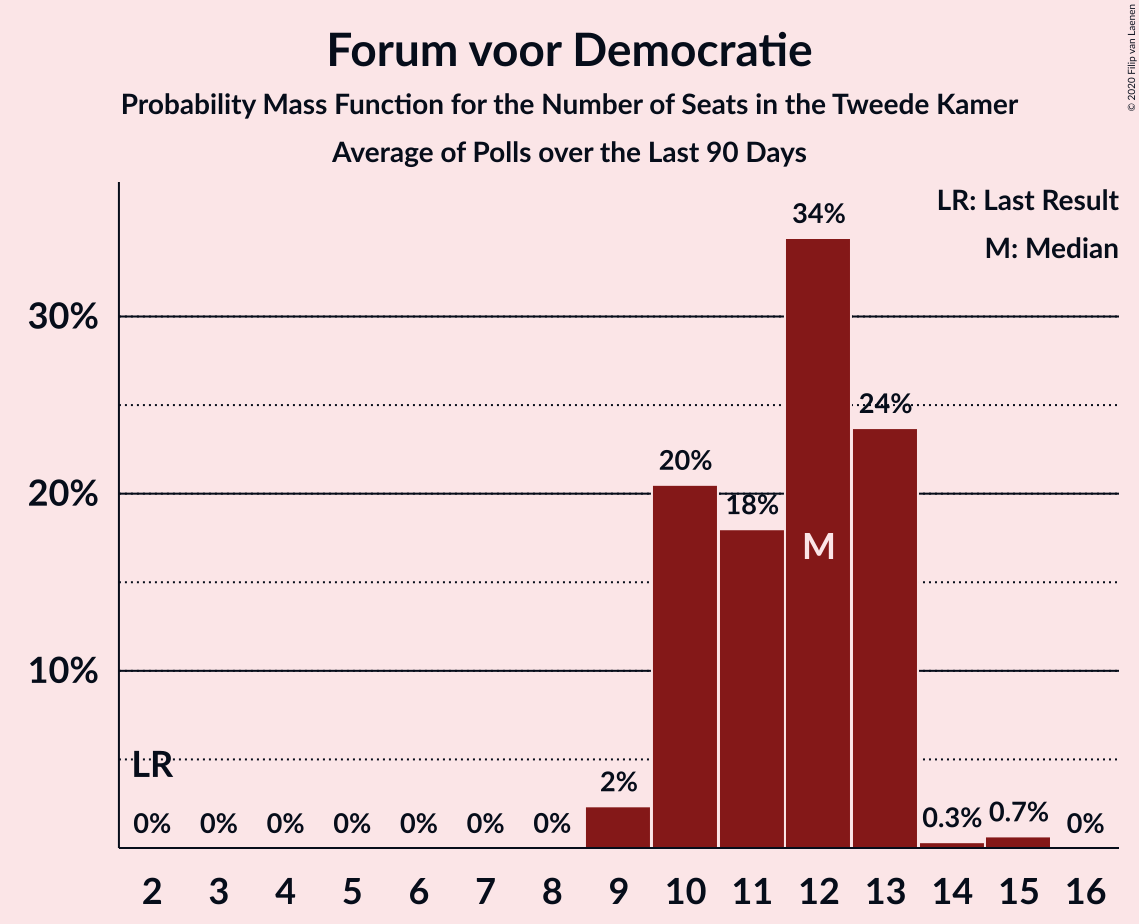 Forum voor Democratie
Probability Mass Function for the Number of Seats in the Tweede Kamer
Average of Polls over the Last 90 Days
© 2020 Filip van Laenen
LR: Last Result
M: Median
34%
30%
24%
20%
20%
18%
M
10%
LR
0% 0% 0% 0% 0% 0% 0% 2% 0.3% 0.7% 0%
2 3 4 5 6 7 8 9 10 11 12 13 14 15 16